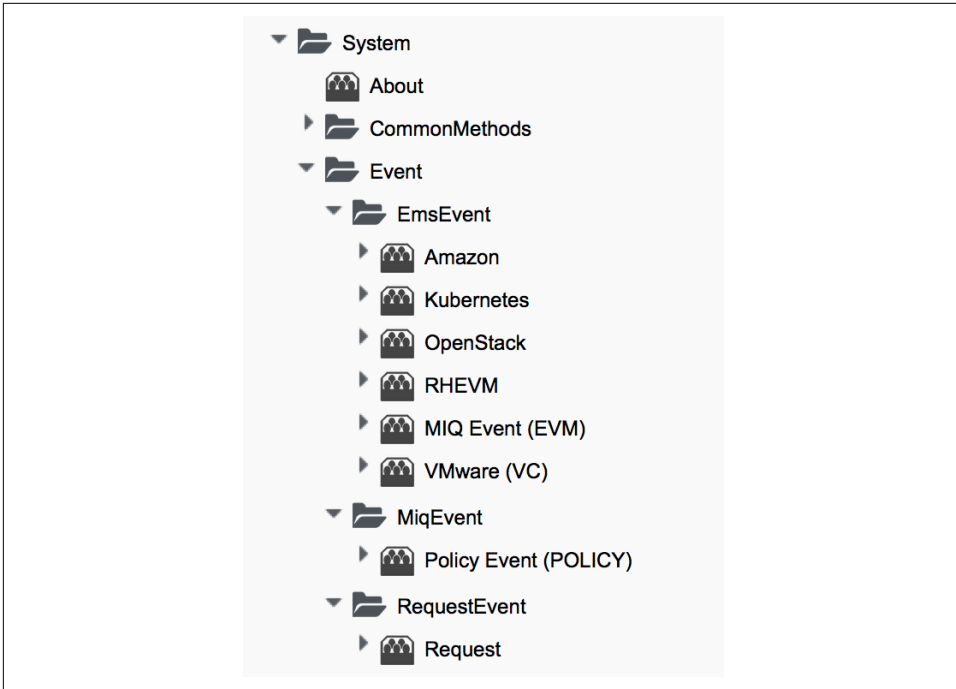 System
About
CommonMethods
Event
EmsEvent
Amazon
Kubernetes
OpenStack
RHEVM
MIQ Event (EVM)
VMware (VC)
MiqEvent
Policy Event (POLICY)
RequestEvent
Request